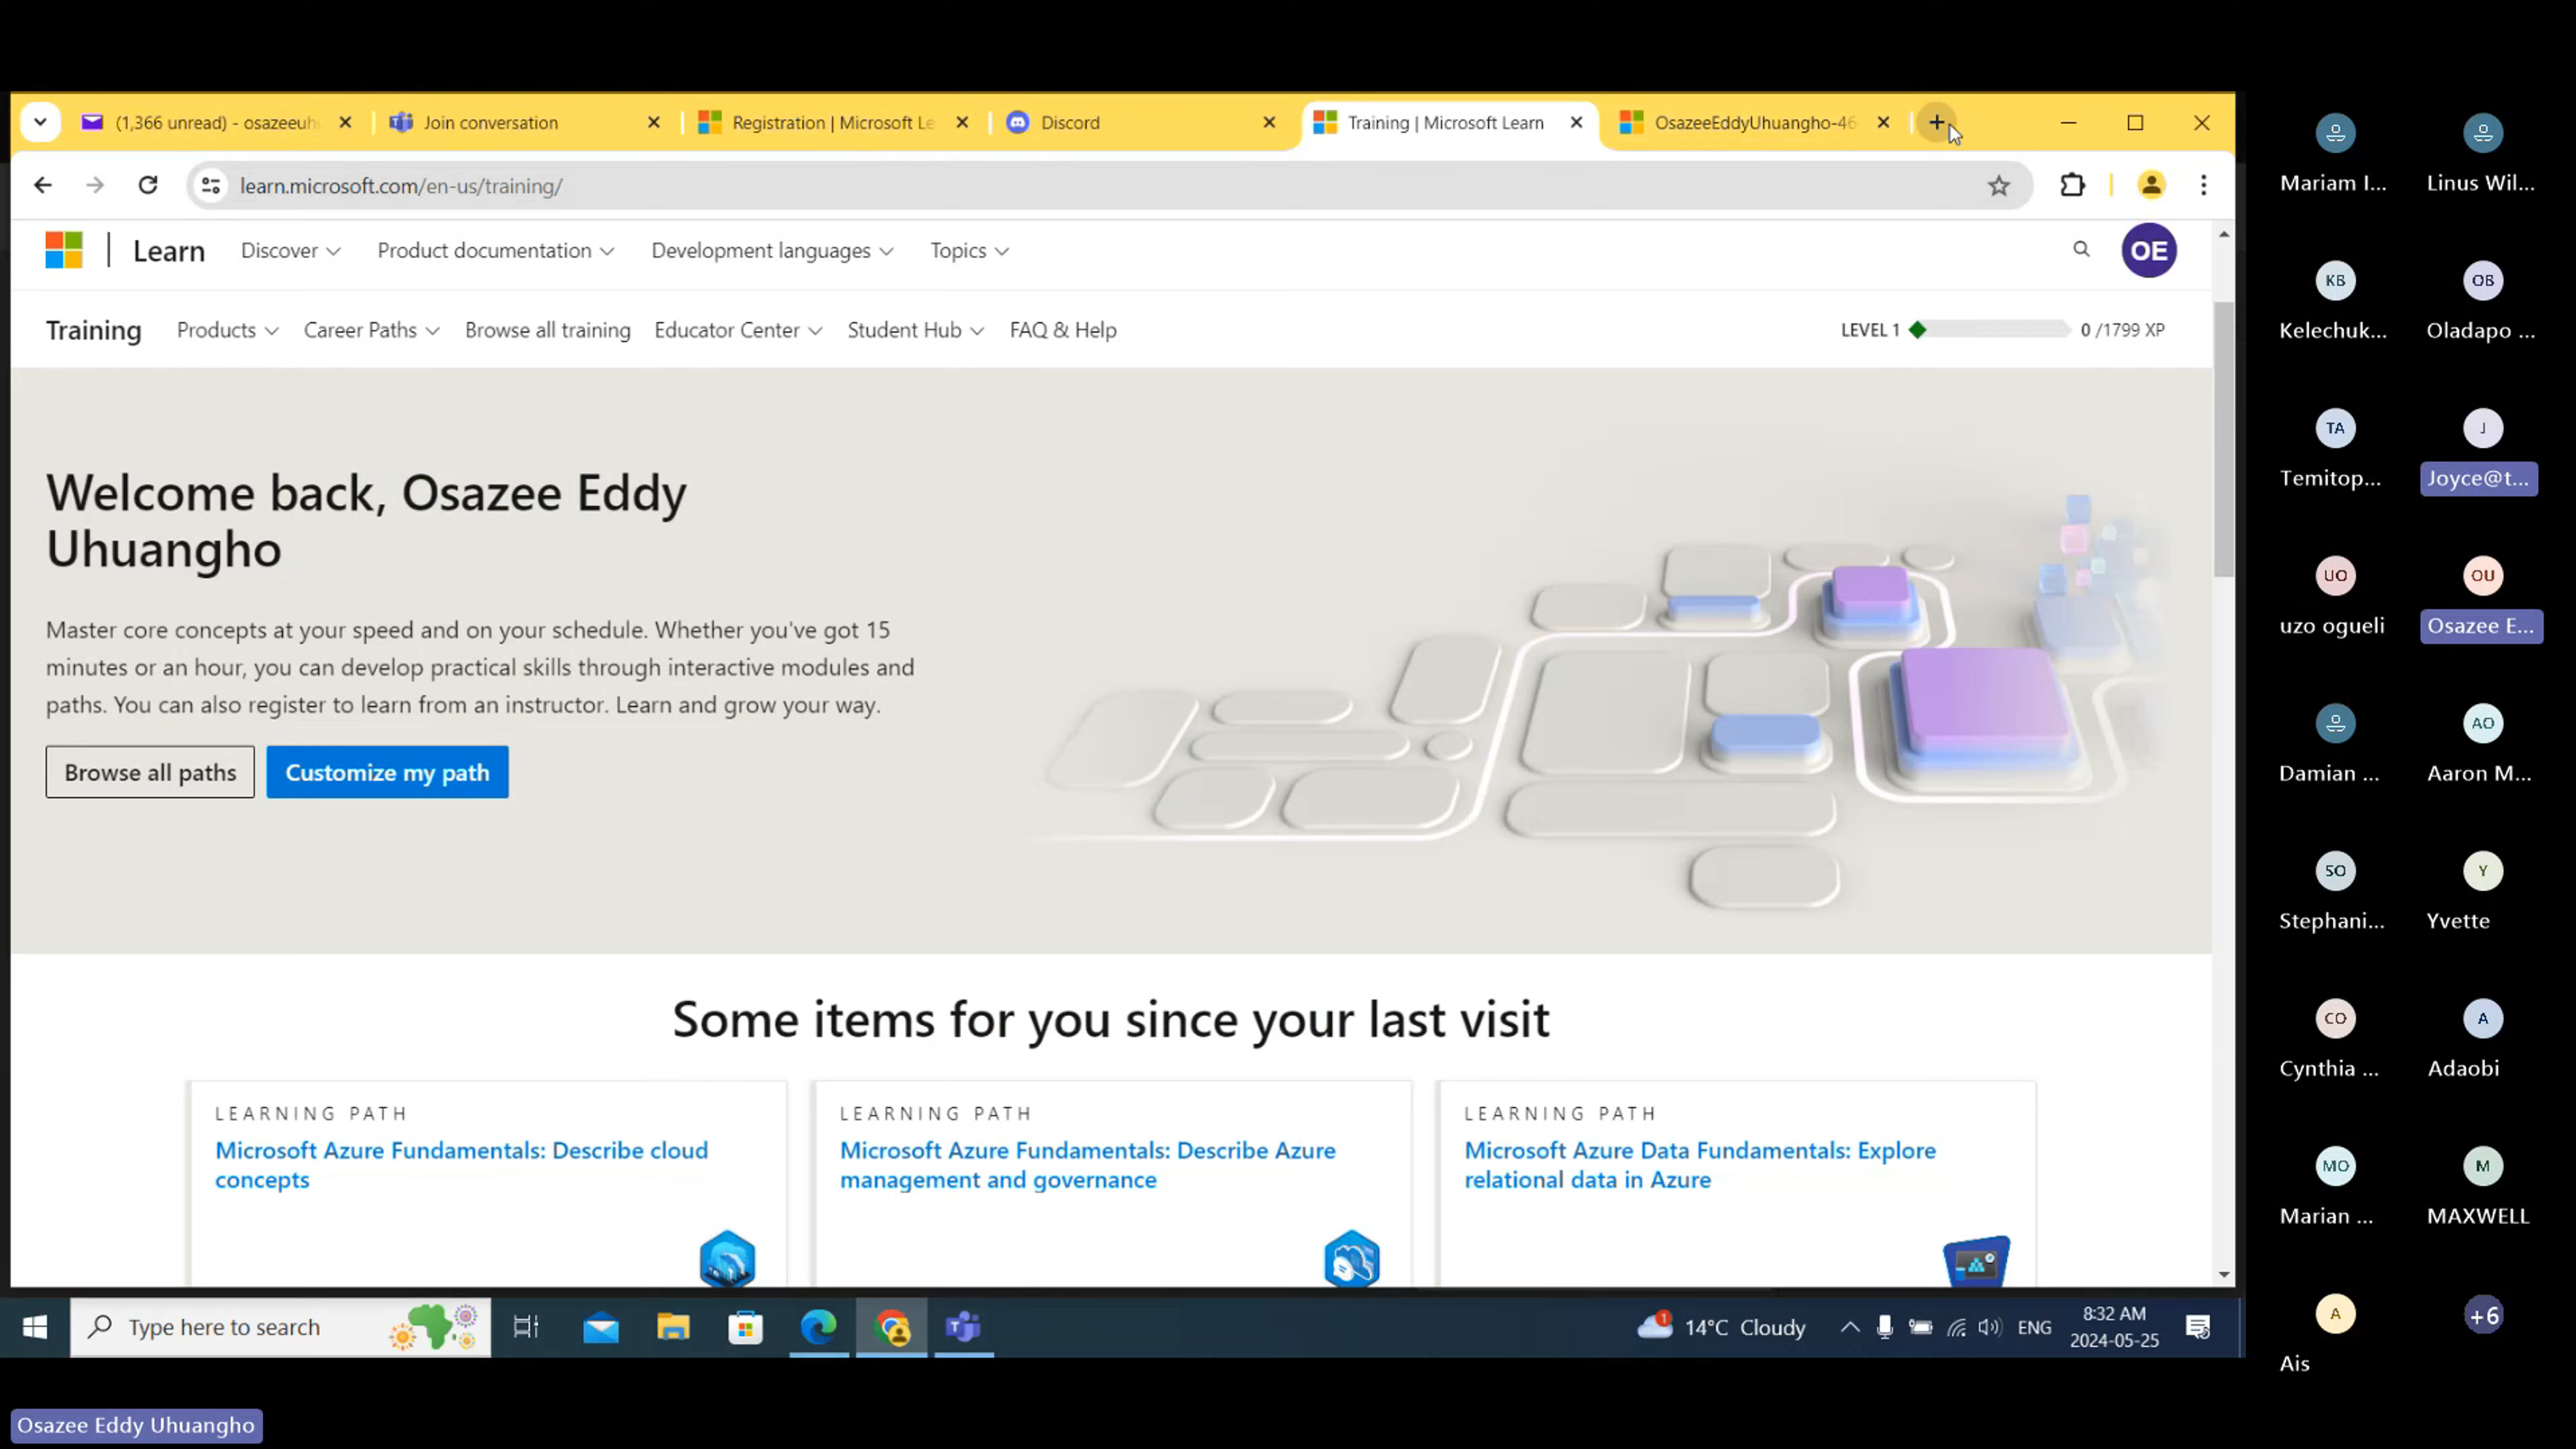 (1,366 unread) - osazeeuh
Join conversation
Registration | Microsoft Le
Discord
Training | Microsoft Learn
OsazeeEddyUhuangho-46
learn.microsoft.com/en-us/training/
Learn
Discover
Product documentation
Development languages
Topics
OE
Training
Products
Career Paths
Browse all training
Educator Center
Student Hub
FAQ & Help
LEVEL 1
0 /1799 XP
Welcome back, Osazee Eddy
Uhuangho
Master core concepts at your speed and on your schedule. Whether you've got 15
minutes or an hour, you can develop practical skills through interactive modules and
paths. You can also register to learn from an instructor. Learn and grow your way.
Browse all paths
Customize my path
Some items for you since your last visit
LEARNING PATH
Microsoft Azure Fundamentals: Describe cloud
concepts
LEARNING PATH
Microsoft Azure Fundamentals: Describe Azure
management and governance
LEARNING PATH
Microsoft Azure Data Fundamentals: Explore
relational data in Azure
Type here to search
1
14°C Cloudy
ENG
8:32 AM
2024-05-25
Osazee Eddy Uhuangho
Mariam I...
Linus Wil...
KB
Kelechuk...
OB
Oladapo ...
TA
Temitop...
J
Joyce@t...
UO
uzo ogueli
OU
Osazee E...
Damian ...
AO
Aaron M...
SO
Stephani...
Y
Yvette
CO
Cynthia ...
A
Adaobi
MO
Marian ...
M
MAXWELL
A
Ais
+6